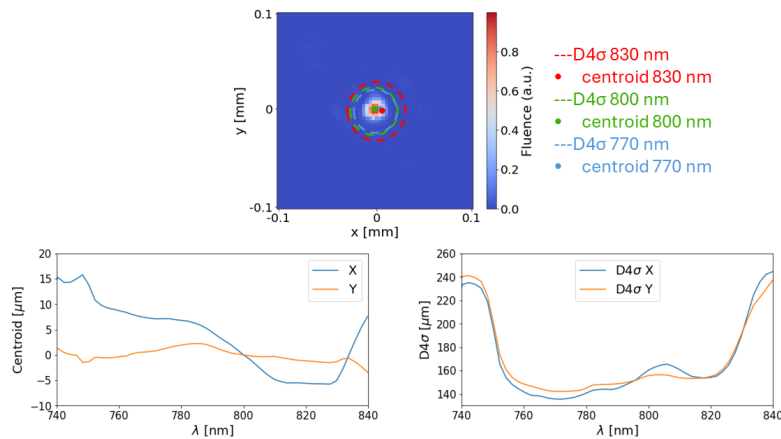 0.1
0
-0.1
y [mm]
-0.1
0
0.1
x [mm]
0.8
0.6
0.4
0.2
0.0
Fluence (a.u.)
---D4σ 830 nm
centroid 830 nm
---D4σ 800 nm
centroid 800 nm
---D4σ 770 nm
centroid 770 nm
20
15
10
5
0
−5
−10
Centroid [μm]
X
Y
740
760
780
800
820
840
λ [nm]
260
240
220
200
180
160
140
D4σ [μm]
D4σ X
D4σ Y
740
760
780
800
820
840
λ [nm]